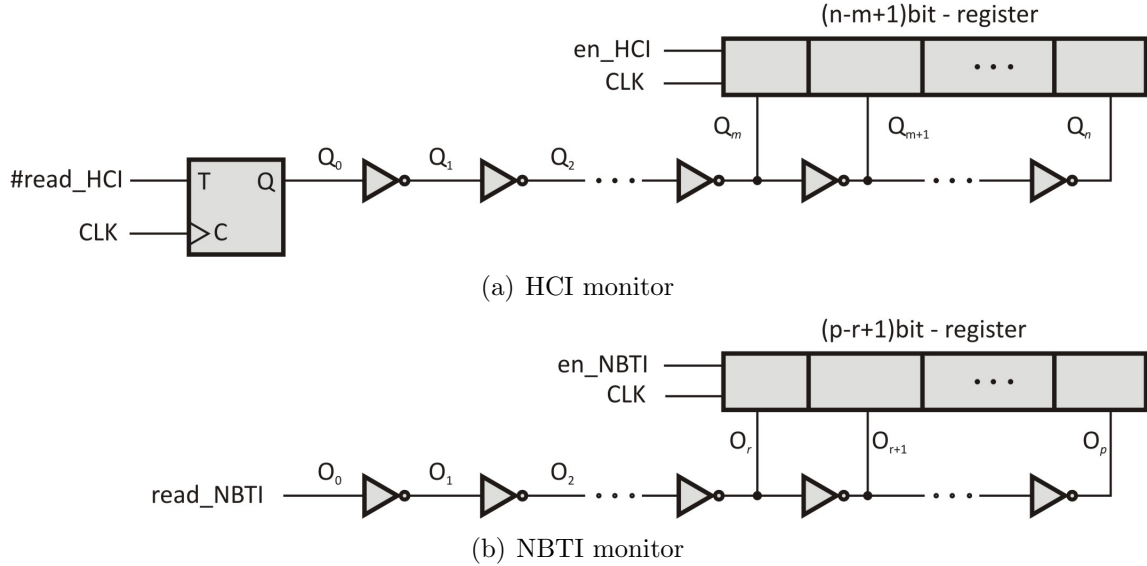 (n-m+1)bit - register
en_HCI
CLK
Qm Qm+1 Qn
#read_HCI T Q Q0 Q1 Q2 ...
CLK C
(a) HCI monitor
(p-r+1)bit - register
en_NBTI
CLK
Or Or+1 Op
read_NBTI O0 O1 O2
(b) NBTI monitor